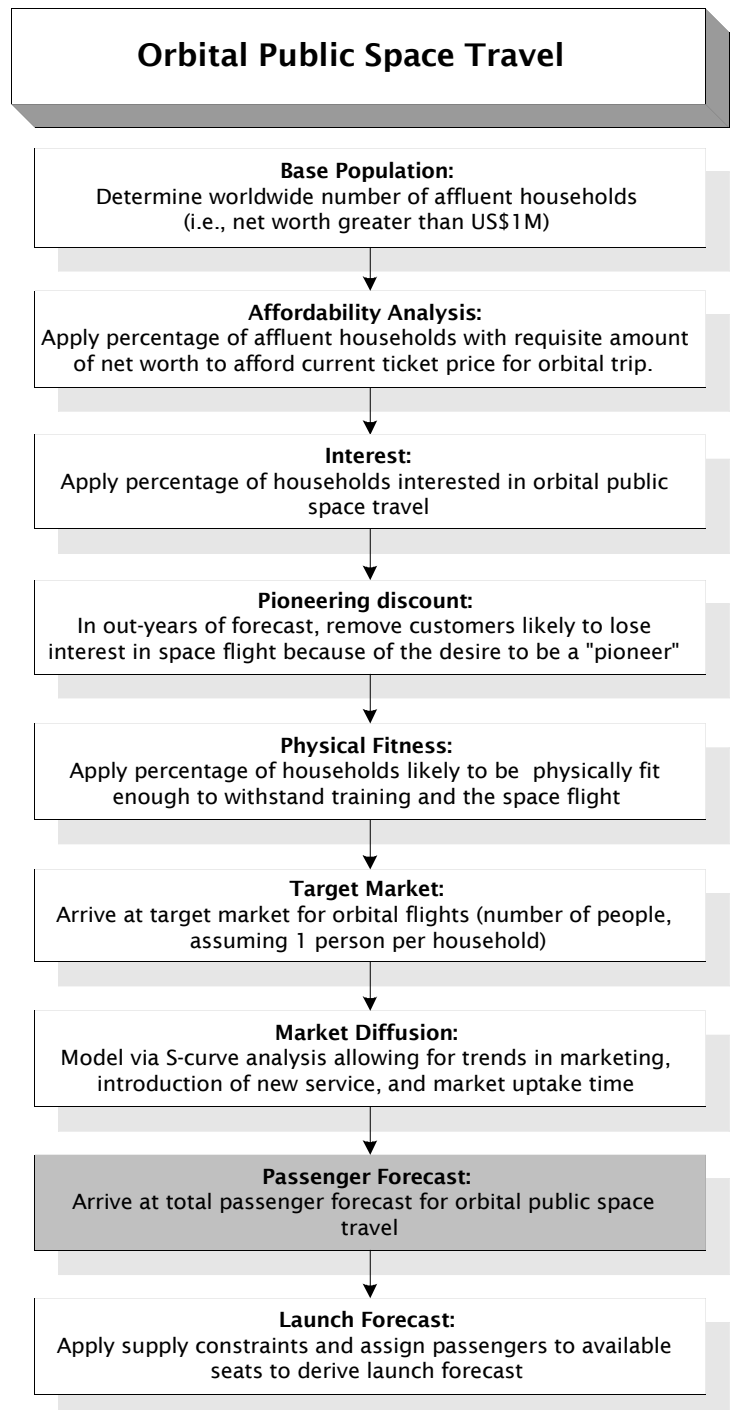 Orbital Public Space Travel
Base Population:
Determine worldwide number of affluent households
(i.e., net worth greater than US$1M)
Affordability Analysis:
Apply percentage of affluent households with requisite amount
of net worth to afford current ticket price for orbital trip.
Interest:
Apply percentage of households interested in orbital public
space travel
Pioneering discount:
In out-years of forecast, remove customers likely to lose
interest in space flight because of the desire to be a "pioneer"
Physical Fitness:
Apply percentage of households likely to be  physically fit
enough to withstand training and the space flight
Target Market:
Arrive at target market for orbital flights (number of people,
assuming 1 person per household)
Market Diffusion:
Model via S-curve analysis allowing for trends in marketing,
introduction of new service, and market uptake time
Passenger Forecast:
Arrive at total passenger forecast for orbital public space
travel
Launch Forecast:
Apply supply constraints and assign passengers to available
seats to derive launch forecast